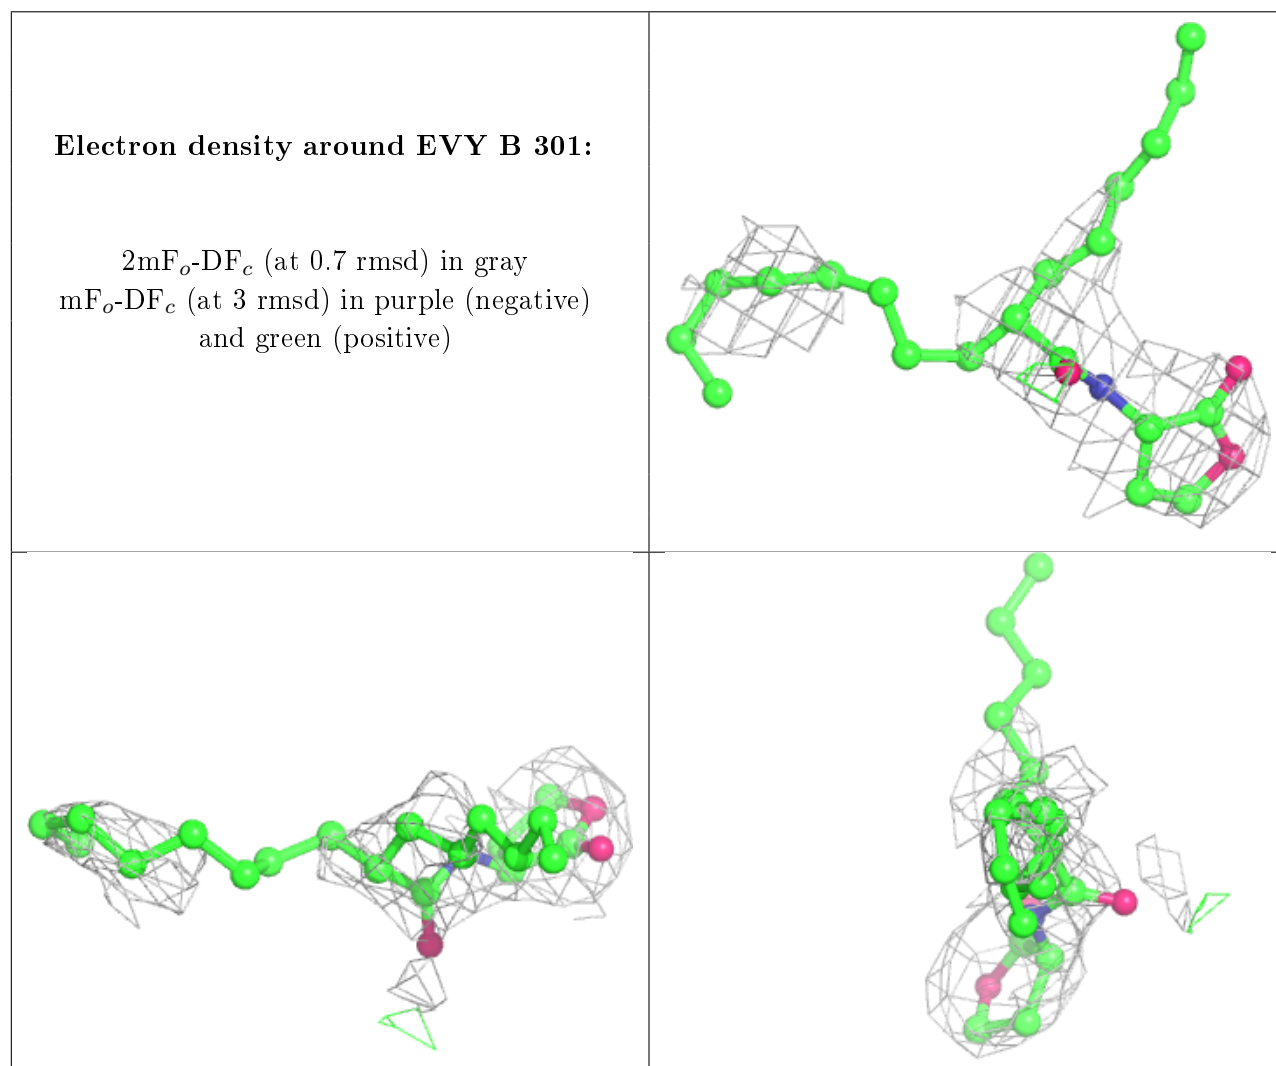 Electron density around EVY B 301:
2mFₒ-DF𝒸 (at 0.7 rmsd) in gray
mFₒ-DF𝒸 (at 3 rmsd) in purple (negative)
and green (positive)